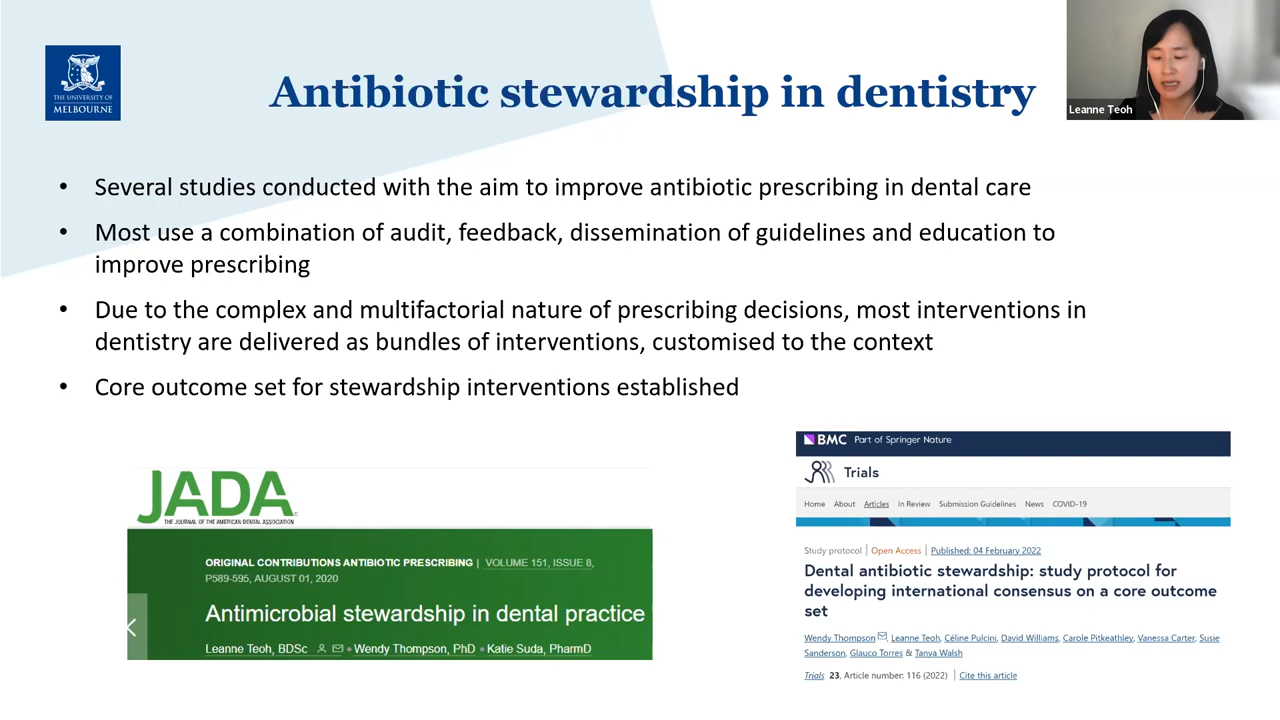 THE UNIVERSITY OF
MELBOURNE
Antibiotic stewardship in dentistry
Leanne Teoh
• Several studies conducted with the aim to improve antibiotic prescribing in dental care
• Most use a combination of audit, feedback, dissemination of guidelines and education to
improve prescribing
• Due to the complex and multifactorial nature of prescribing decisions, most interventions in
dentistry are delivered as bundles of interventions, customised to the context
• Core outcome set for stewardship interventions established
JADA
THE JOURNAL OF THE AMERICAN DENTAL ASSOCIATION
ORIGINAL CONTRIBUTIONS ANTIBIOTIC PRESCRIBING | VOLUME 151, ISSUE 8,
P589-595, AUGUST 01, 2020
Antimicrobial stewardship in dental practice
Leanne Teoh, BDSc • Wendy Thompson, PhD • Katie Suda, PharmD
BMC Part of Springer Nature
Trials
Home About Articles In Review Submission Guidelines News COVID-19
Study protocol | Open Access | Published: 04 February 2022
Dental antibiotic stewardship: study protocol for
developing international consensus on a core outcome
set
Wendy Thompson, Leanne Teoh, Céline Pulcini, David Williams, Carole Pitkeathley, Vanessa Carter, Susie
Sanderson, Glauco Torres & Tanya Walsh
Trials 23, Article number: 116 (2022) | Cite this article